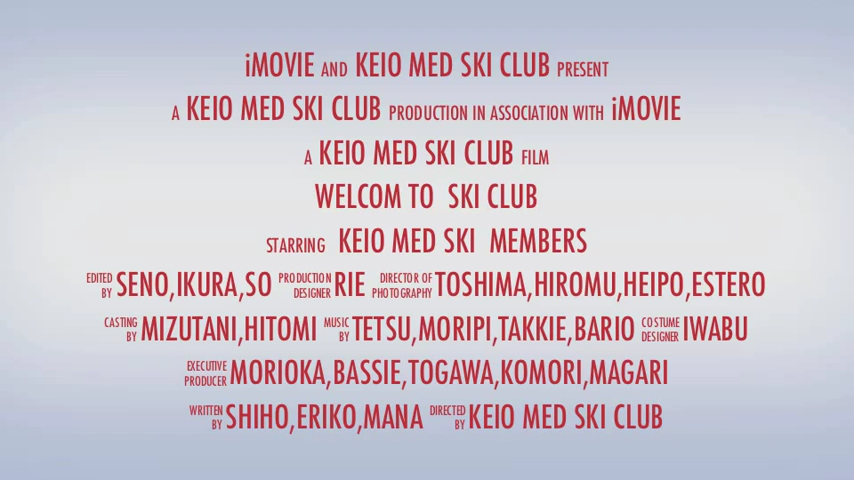 iMOVIE AND KEIO MED SKI CLUB PRESENT
A KEIO MED SKI CLUB PRODUCTION IN ASSOCIATION WITH iMOVIE
A KEIO MED SKI CLUB FILM
WELCOM TO SKI CLUB
STARRING KEIO MED SKI MEMBERS
EDITED BY SENO,IKURA,SO PRODUCTION DESIGNER RIE DIRECTOR OF PHOTOGRAPHY TOSHIMA,HIROMU,HEIPO,ESTERO
CASTING BY MIZUTANI,HITOMI MUSIC BY TETSU,MORIPI,TAKKIE,BARIO COSTUME DESIGNER IWABU
EXECUTIVE PRODUCER MORIOKA,BASSIE,TOGAWA,KOMORI,MAGARI
WRITTEN BY SHIHO,ERIKO,MANA DIRECTED BY KEIO MED SKI CLUB